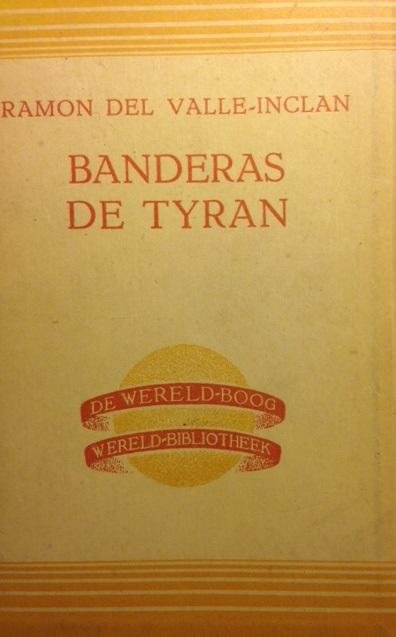 RAMON DEL VALLE-INCLAN
BANDERAS
DE TYRAN
DE WERELD-BOOG
WERELD-BIBLIOTHEEK